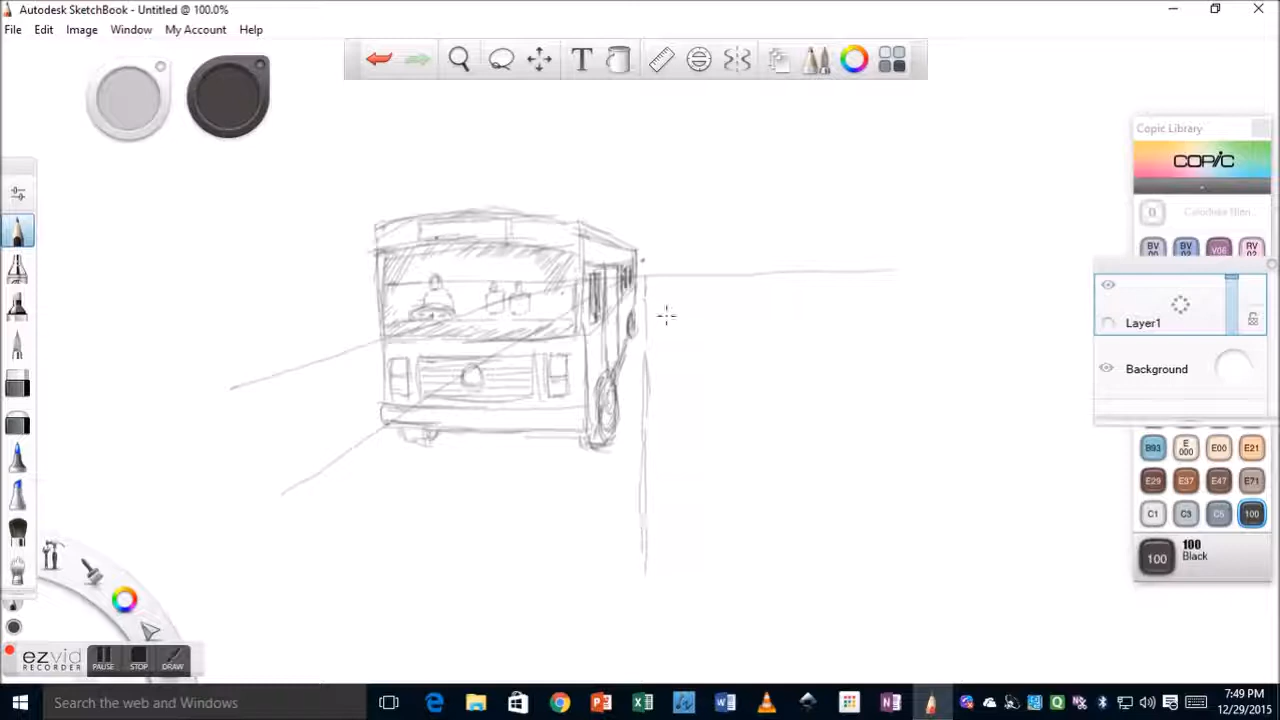 Autodesk SketchBook - Untitled @ 100.0%
File Edit Image Window My Account Help
T
Copic Library
COPIC
0
BV 00 BV 02 V06 RV 02
Layer1
Background
B93 E 000 E00 E21
E29 E37 E47 E71
C1 C3 C5 100
100 100
Black
ezvid
RECORDER
PAUSE STOP DRAW
Search the web and Windows
7:49 PM
12/29/2015